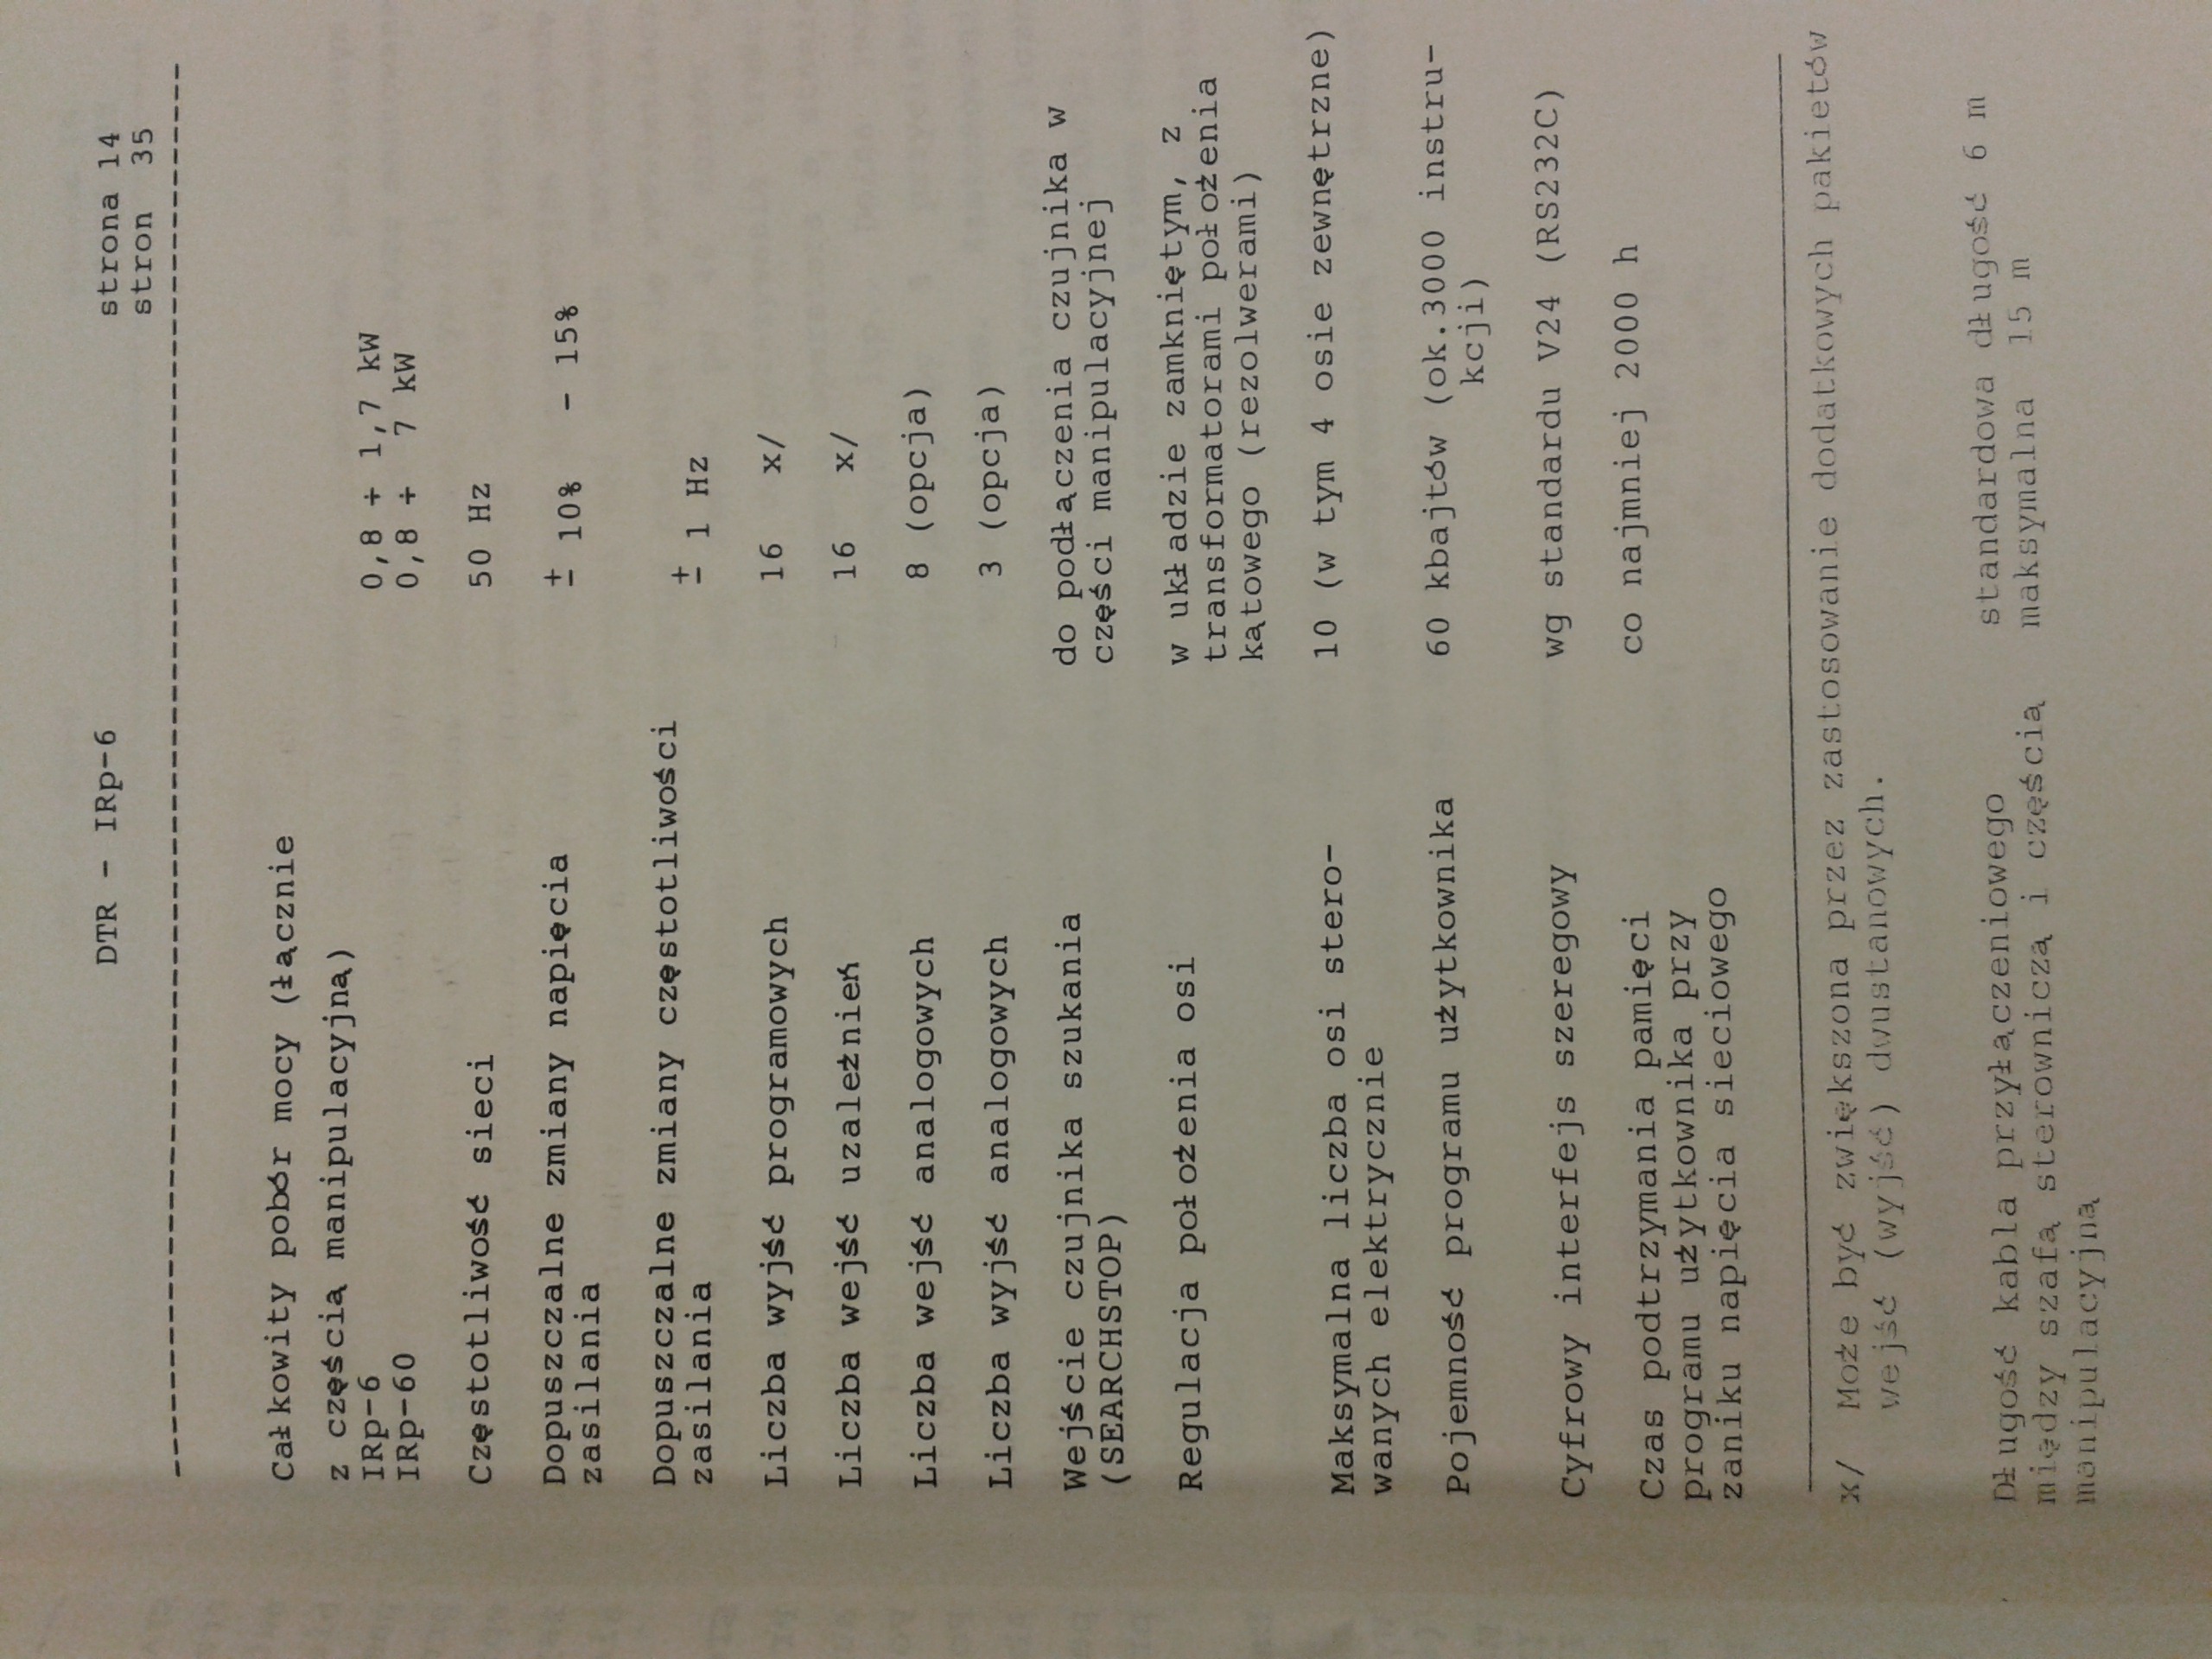 DTR - IRp-6 strona 14
stron 35
Całkowity pobór mocy (łącznie
z częścią manipulacyjną)
IRp-6 0,8 + 1,7 kW
IRp-60 0,8 + 7 kW
Częstotliwość sieci 50 Hz
Dopuszczalne zmiany napięcia ± 10% - 15%
zasilania
Dopuszczalne zmiany częstotliwości
zasilania ± 1 Hz
Liczba wyjść programowych 16 x/
Liczba wejść uzależnień 16 x/
Liczba wejść analogowych 8 (opcja)
Liczba wyjść analogowych 3 (opcja)
Wejście czujnika szukania do podłączenia czujnika w
(SEARCHSTOP) części manipulacyjnej
Regulacja położenia osi w układzie zamkniętym, z
transformatorami położenia
kątowego (rezolwerami)
Maksymalna liczba osi stero- 10 (w tym 4 osie zewnętrzne)
wanych elektrycznie
Pojemność programu użytkownika 60 kbajtów (ok.3000 instru-
kcji)
Cyfrowy interfejs szeregowy wg standardu V24 (RS232C)
Czas podtrzymania pamięci co najmniej 2000 h
programu użytkownika przy
zaniku napięcia sieciowego
x/ Może być zwiększona przez zastosowanie dodatkowych pakietów
wejść (wyjść) dwustanowych.
Długość kabla przyłączeniowego standardowa długość 6 m
między szafą sterowniczą i częścią maksymalna 15 m
manipulacyjną